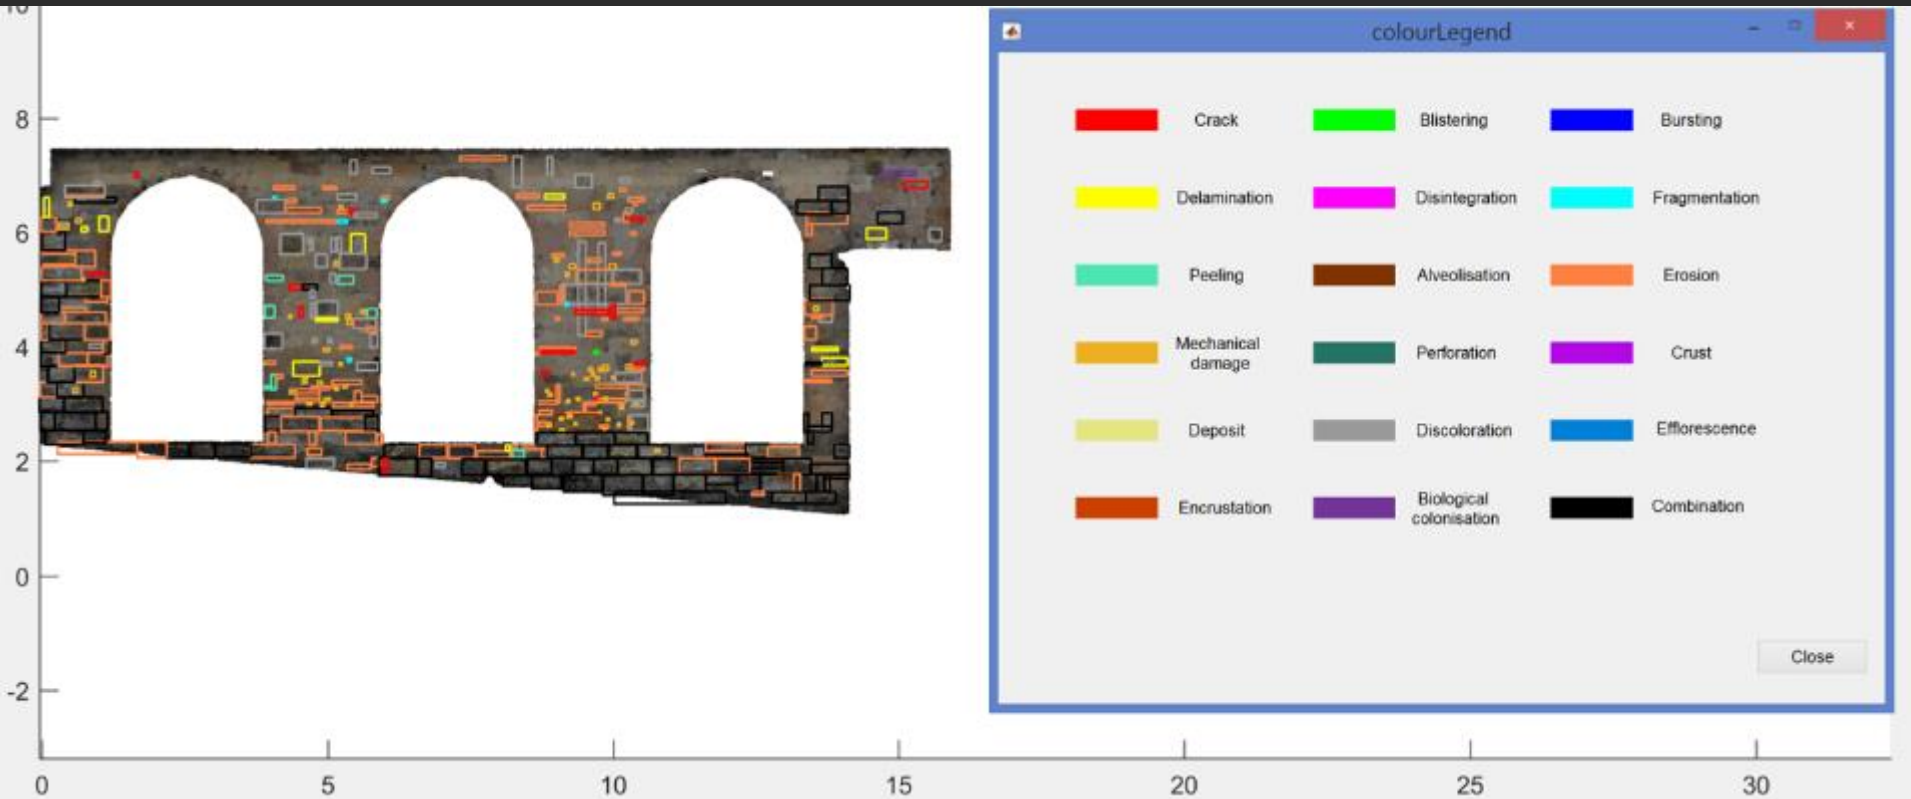 colourLegend
Crack
Blistering
Bursting
Delamination
Disintegration
Fragmentation
Peeling
Alveolisation
Erosion
Mechanical
damage
Perforation
Crust
Deposit
Discoloration
Efflorescence
Encrustation
Biological
colonisation
Combination
Close
10
8
6
4
2
0
-2
0 5 10 15 20 25 30